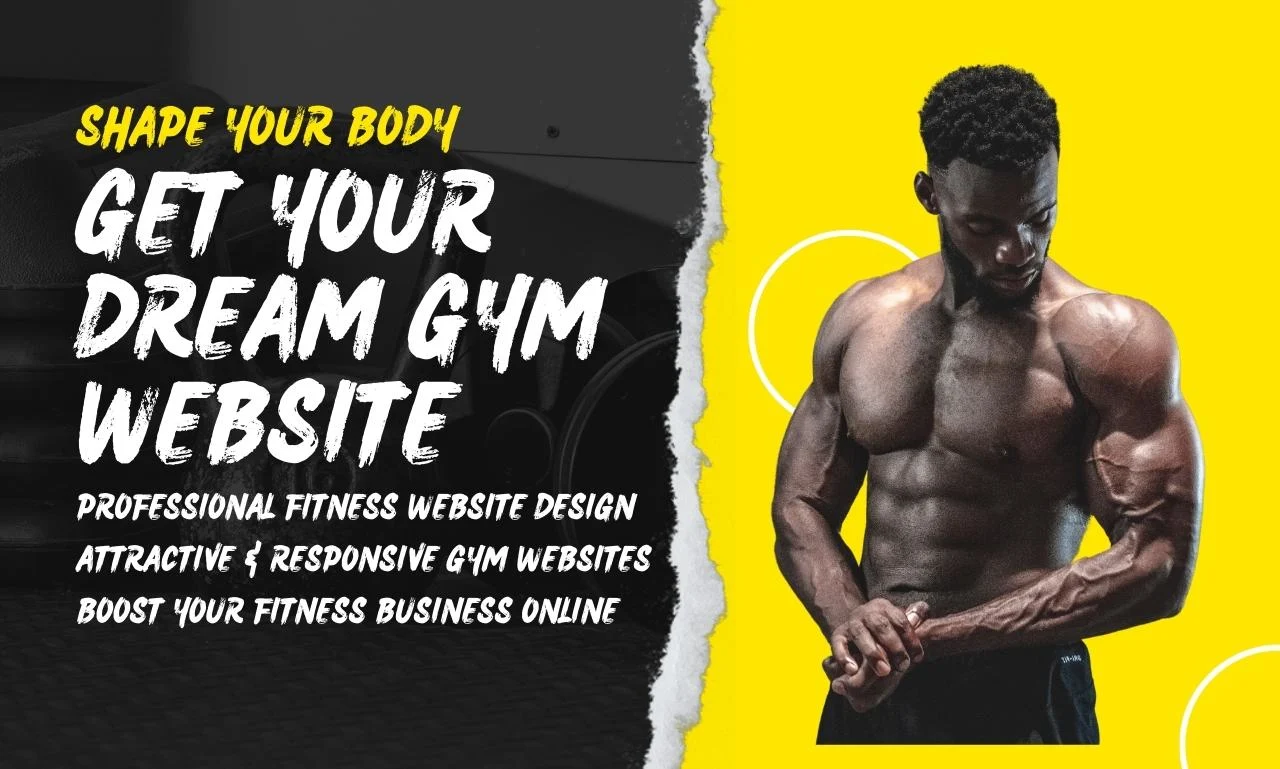 SHAPE YOUR BODY
GET YOUR
DREAM GYM
WEBSITE
PROFESSIONAL FITNESS WEBSITE DESIGN
ATTRACTIVE & RESPONSIVE GYM WEBSITES
BOOST YOUR FITNESS BUSINESS ONLINE